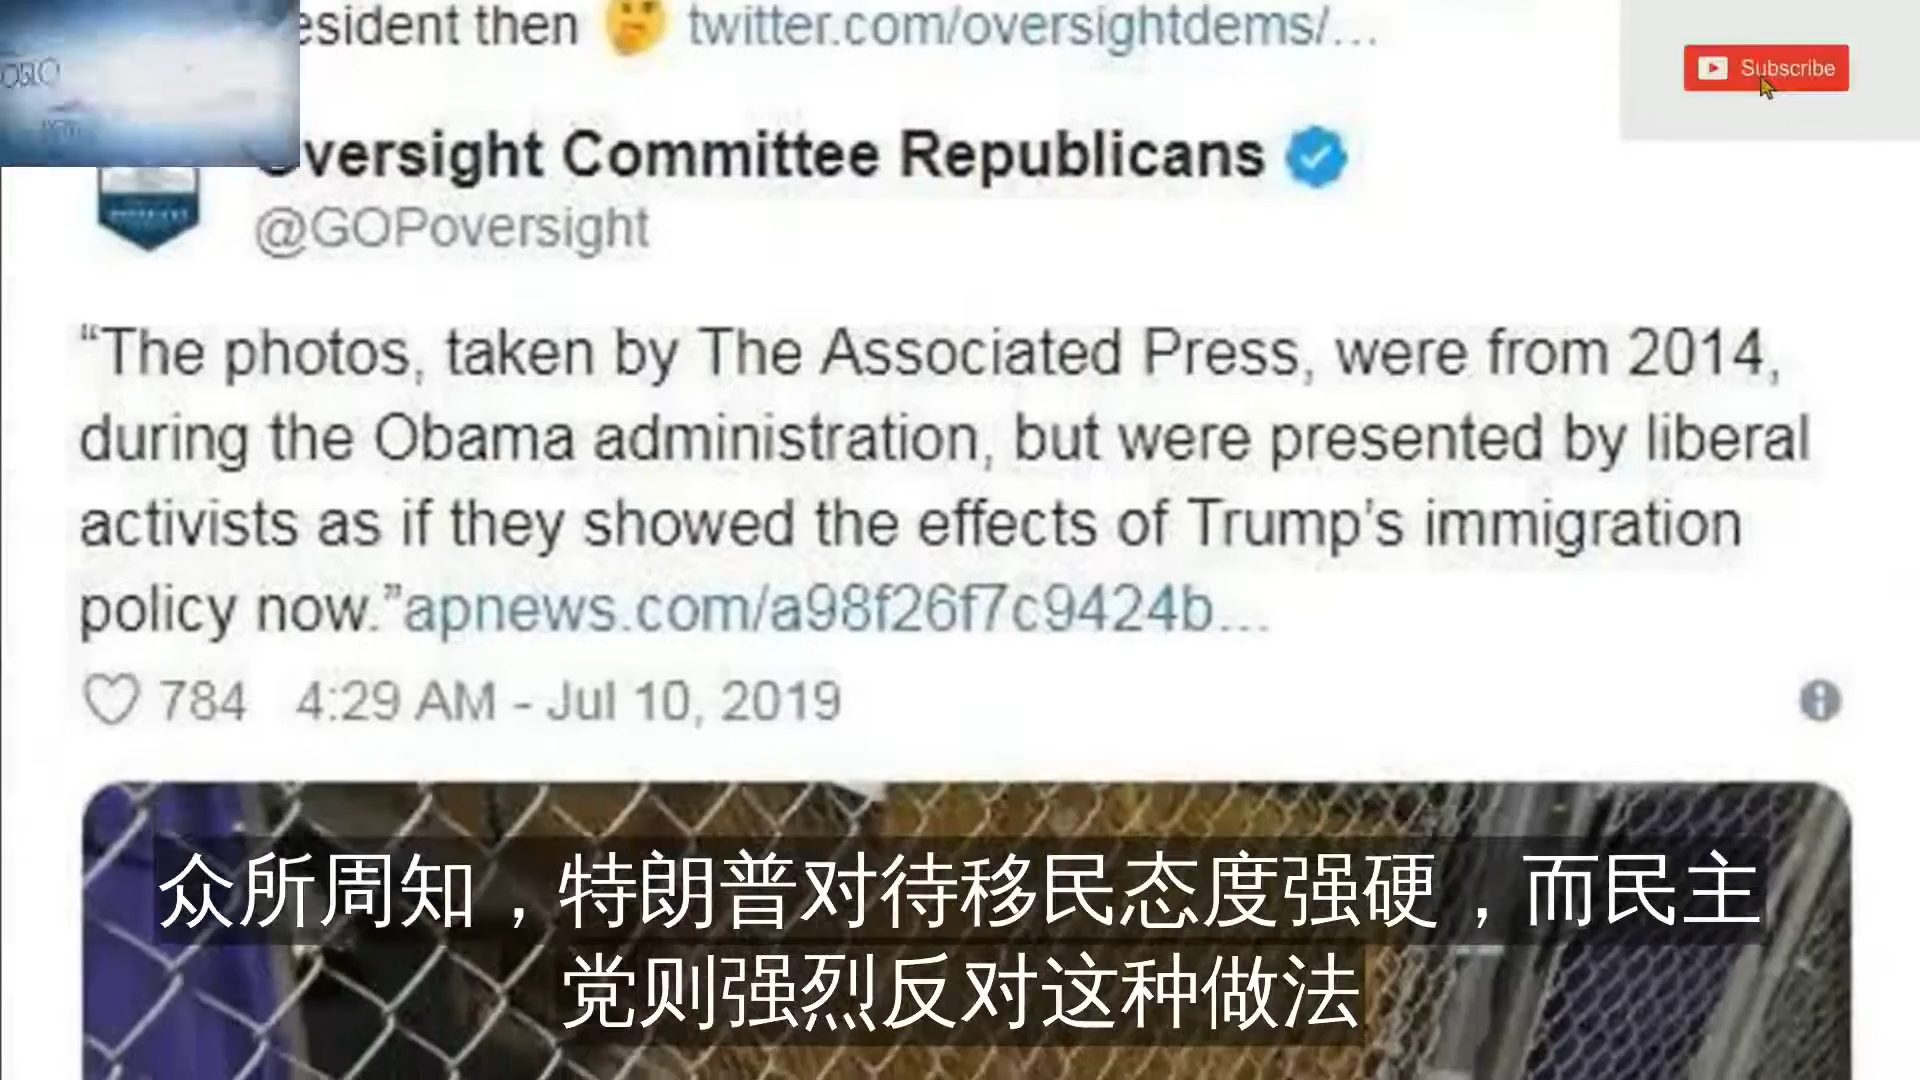 esident then 🤔 twitter.com/oversightdems/...
OSLO
Subscribe
Oversight Committee Republicans
@GOPoversight
“The photos, taken by The Associated Press, were from 2014,
during the Obama administration, but were presented by liberal
activists as if they showed the effects of Trump's immigration
policy now.”apnews.com/a98f26f7c9424b...
784 4:29 AM - Jul 10, 2019
众所周知，特朗普对待移民态度强硬，而民主
党则强烈反对这种做法